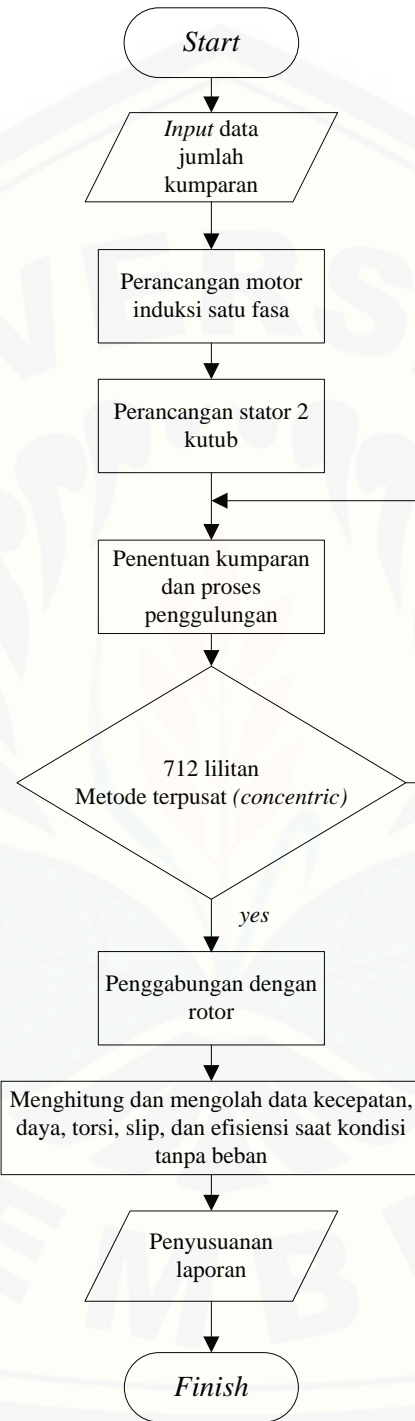 Start
Input data
jumlah
kumparan
Perancangan motor
induksi satu fasa
Perancangan stator 2
kutub
Penentuan kumparan
dan proses
penggulungan
712 lilitan
Metode terpusat (concentric)
yes
Penggabungan dengan
rotor
Menghitung dan mengolah data kecepatan,
daya, torsi, slip, dan efisiensi saat kondisi
tanpa beban
Penyusuanan
laporan
Finish